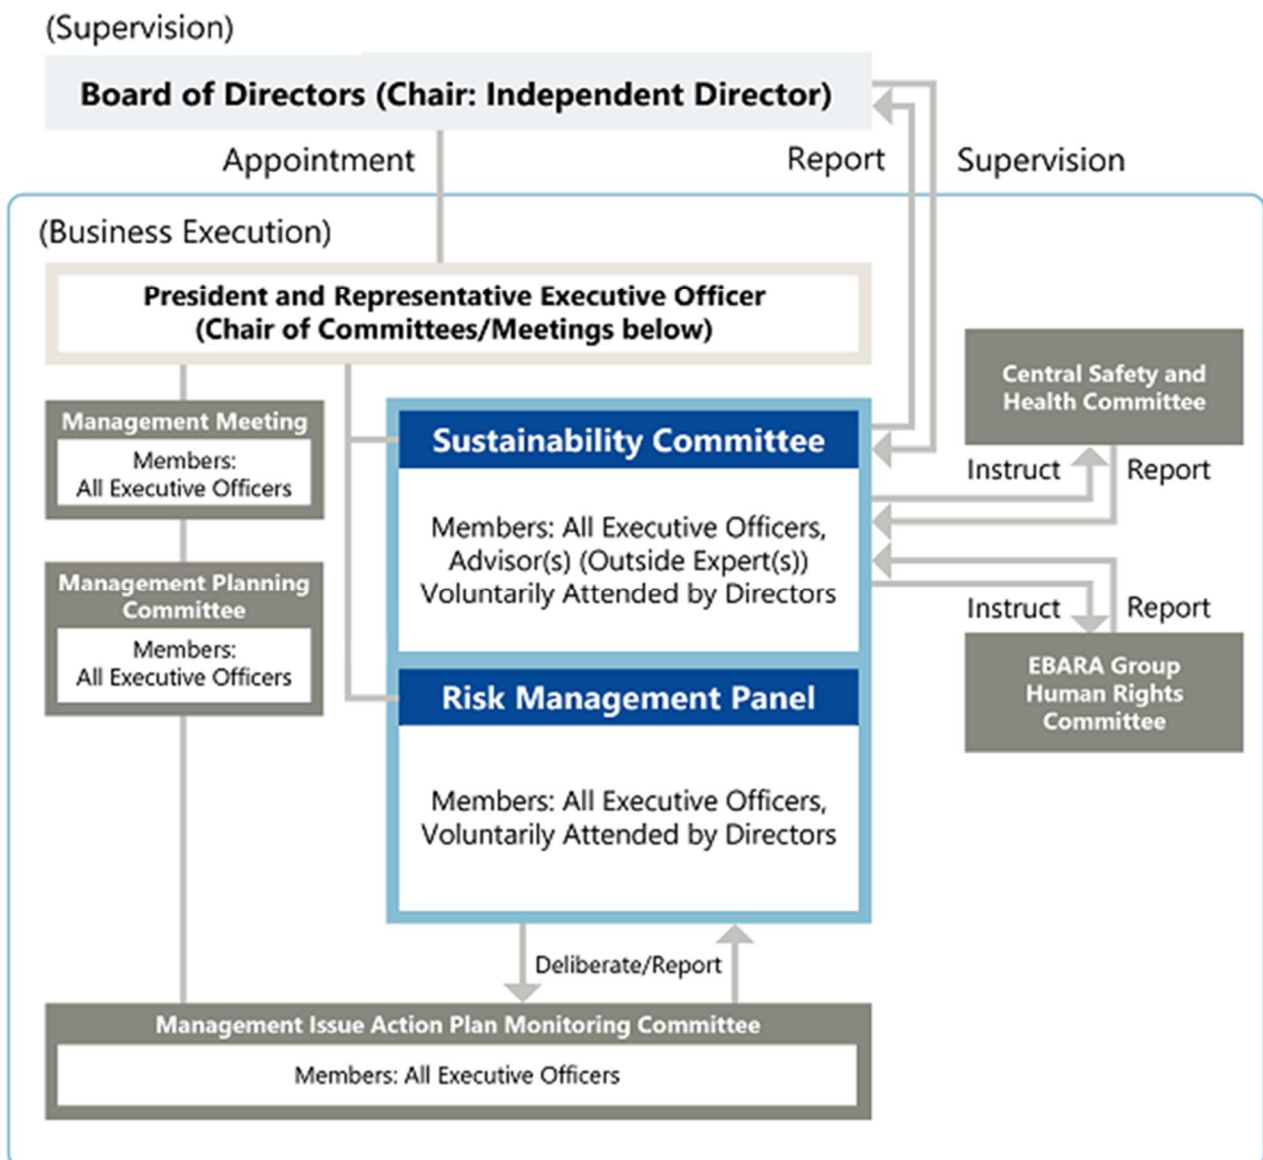 (Supervision)
Board of Directors (Chair: Independent Director)
Appointment
Report
Supervision
(Business Execution)
President and Representative Executive Officer
(Chair of Committees/Meetings below)
Management Meeting
Members:
All Executive Officers
Management Planning
Committee
Members:
All Executive Officers
Sustainability Committee
Members: All Executive Officers,
Advisor(s) (Outside Expert(s))
Voluntarily Attended by Directors
Risk Management Panel
Members: All Executive Officers,
Voluntarily Attended by Directors
Central Safety and
Health Committee
Instruct
Report
Instruct
Report
EBARA Group
Human Rights
Committee
Deliberate/Report
Management Issue Action Plan Monitoring Committee
Members: All Executive Officers